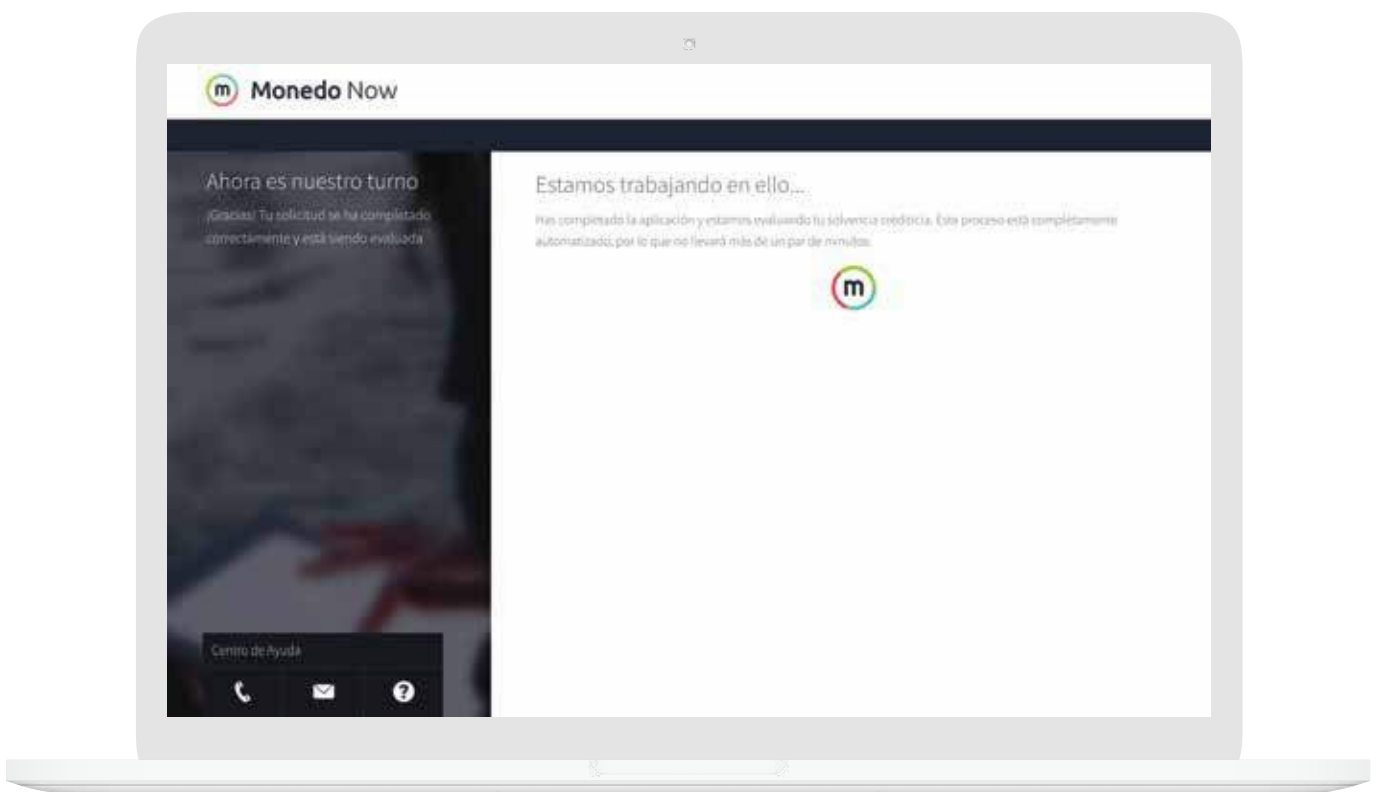 m Monedo Now
Ahora es nuestro turno
¡Gracias! Tu solicitud se ha completado
correctamente y está siendo evaluada
Estamos trabajando en ello...
Has completado la aplicación y estamos evaluando tu solvencia crediticia. Este proceso está completamente
automatizado, por lo que no llevará más de un par de minutos.
m
Centro de Ayuda
?